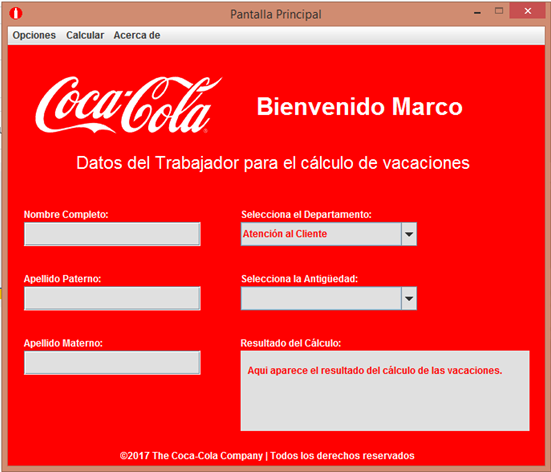 Pantalla Principal
Opciones Calcular Acerca de
Coca-Cola
Bienvenido Marco
Datos del Trabajador para el cálculo de vacaciones
Nombre Completo:
Selecciona el Departamento:
Atención al Cliente
Apellido Paterno:
Selecciona la Antigüedad:
Apellido Materno:
Resultado del Cálculo:
Aqui aparece el resultado del cálculo de las vacaciones.
©2017 The Coca-Cola Company | Todos los derechos reservados